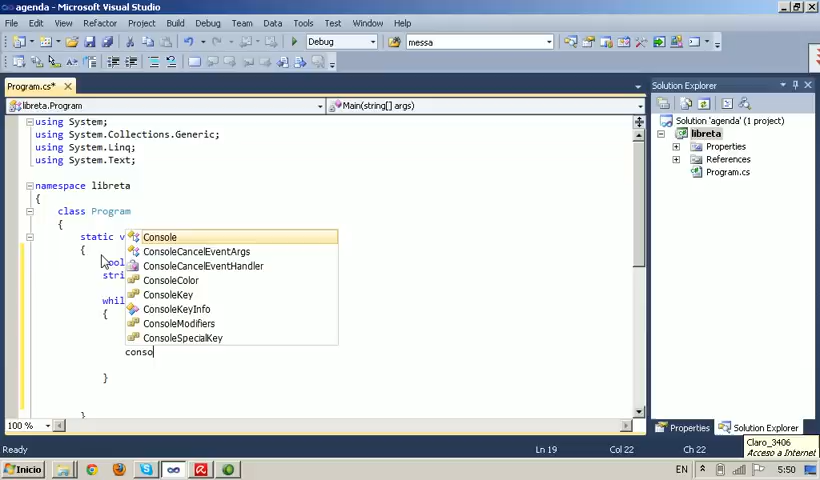 agenda - Microsoft Visual Studio
File Edit View Refactor Project Build Debug Team Data Tools Test Window Help
Debug messa
Program.cs*
libreta.Program Main(string[] args)
using System;
using System.Collections.Generic;
using System.Linq;
using System.Text;
namespace libreta
{
class Program
{
static v
{
ool
stri
whil
{
conso
}
}
Console
ConsoleCancelEventArgs
ConsoleCancelEventHandler
ConsoleColor
ConsoleKey
ConsoleKeyInfo
ConsoleModifiers
ConsoleSpecialKey
100 %
Solution Explorer
Solution 'agenda' (1 project)
libreta
Properties
References
Program.cs
Properties Solution Explorer
Ready Ln 19 Col 22 Ch 22
Claro_3406
Acceso a Internet
Inicio EN 5:50